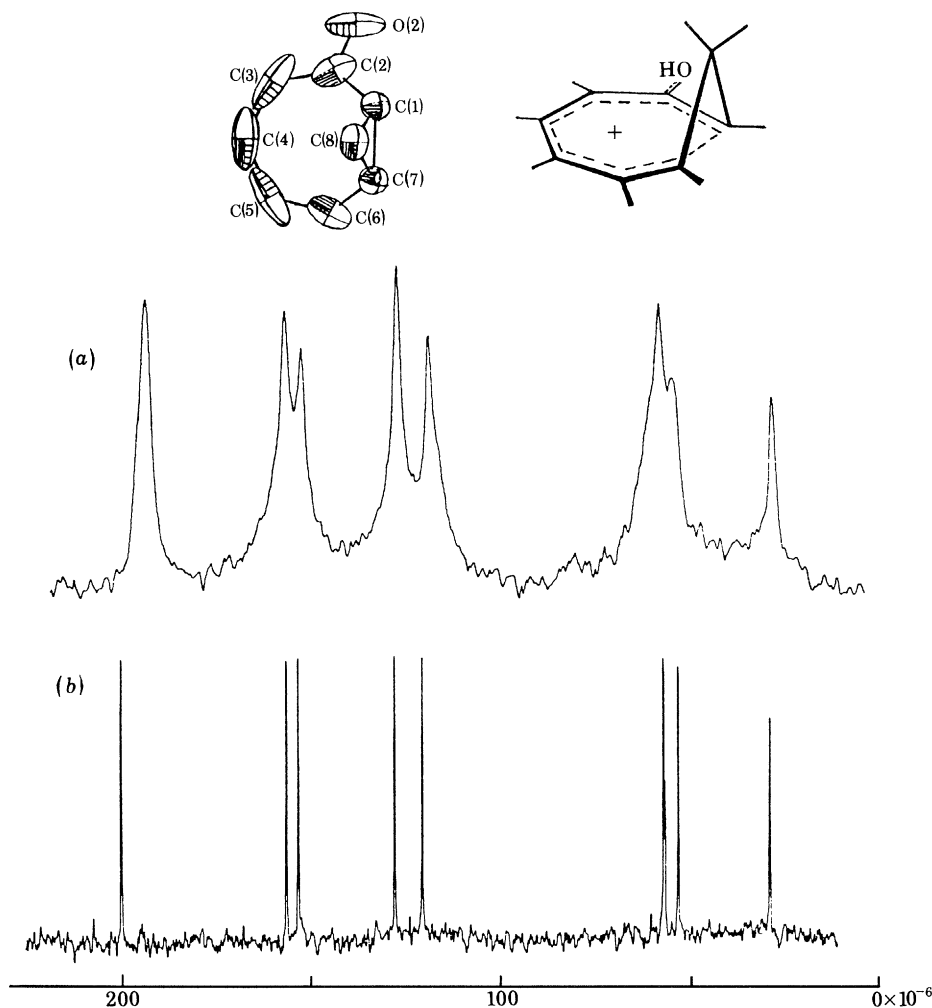 O(2)
C(2)
C(3)
C(1)
C(4)
C(8)
C(7)
C(5)
C(6)
HO
+
(a)
(b)
200
100
0×10⁻⁶